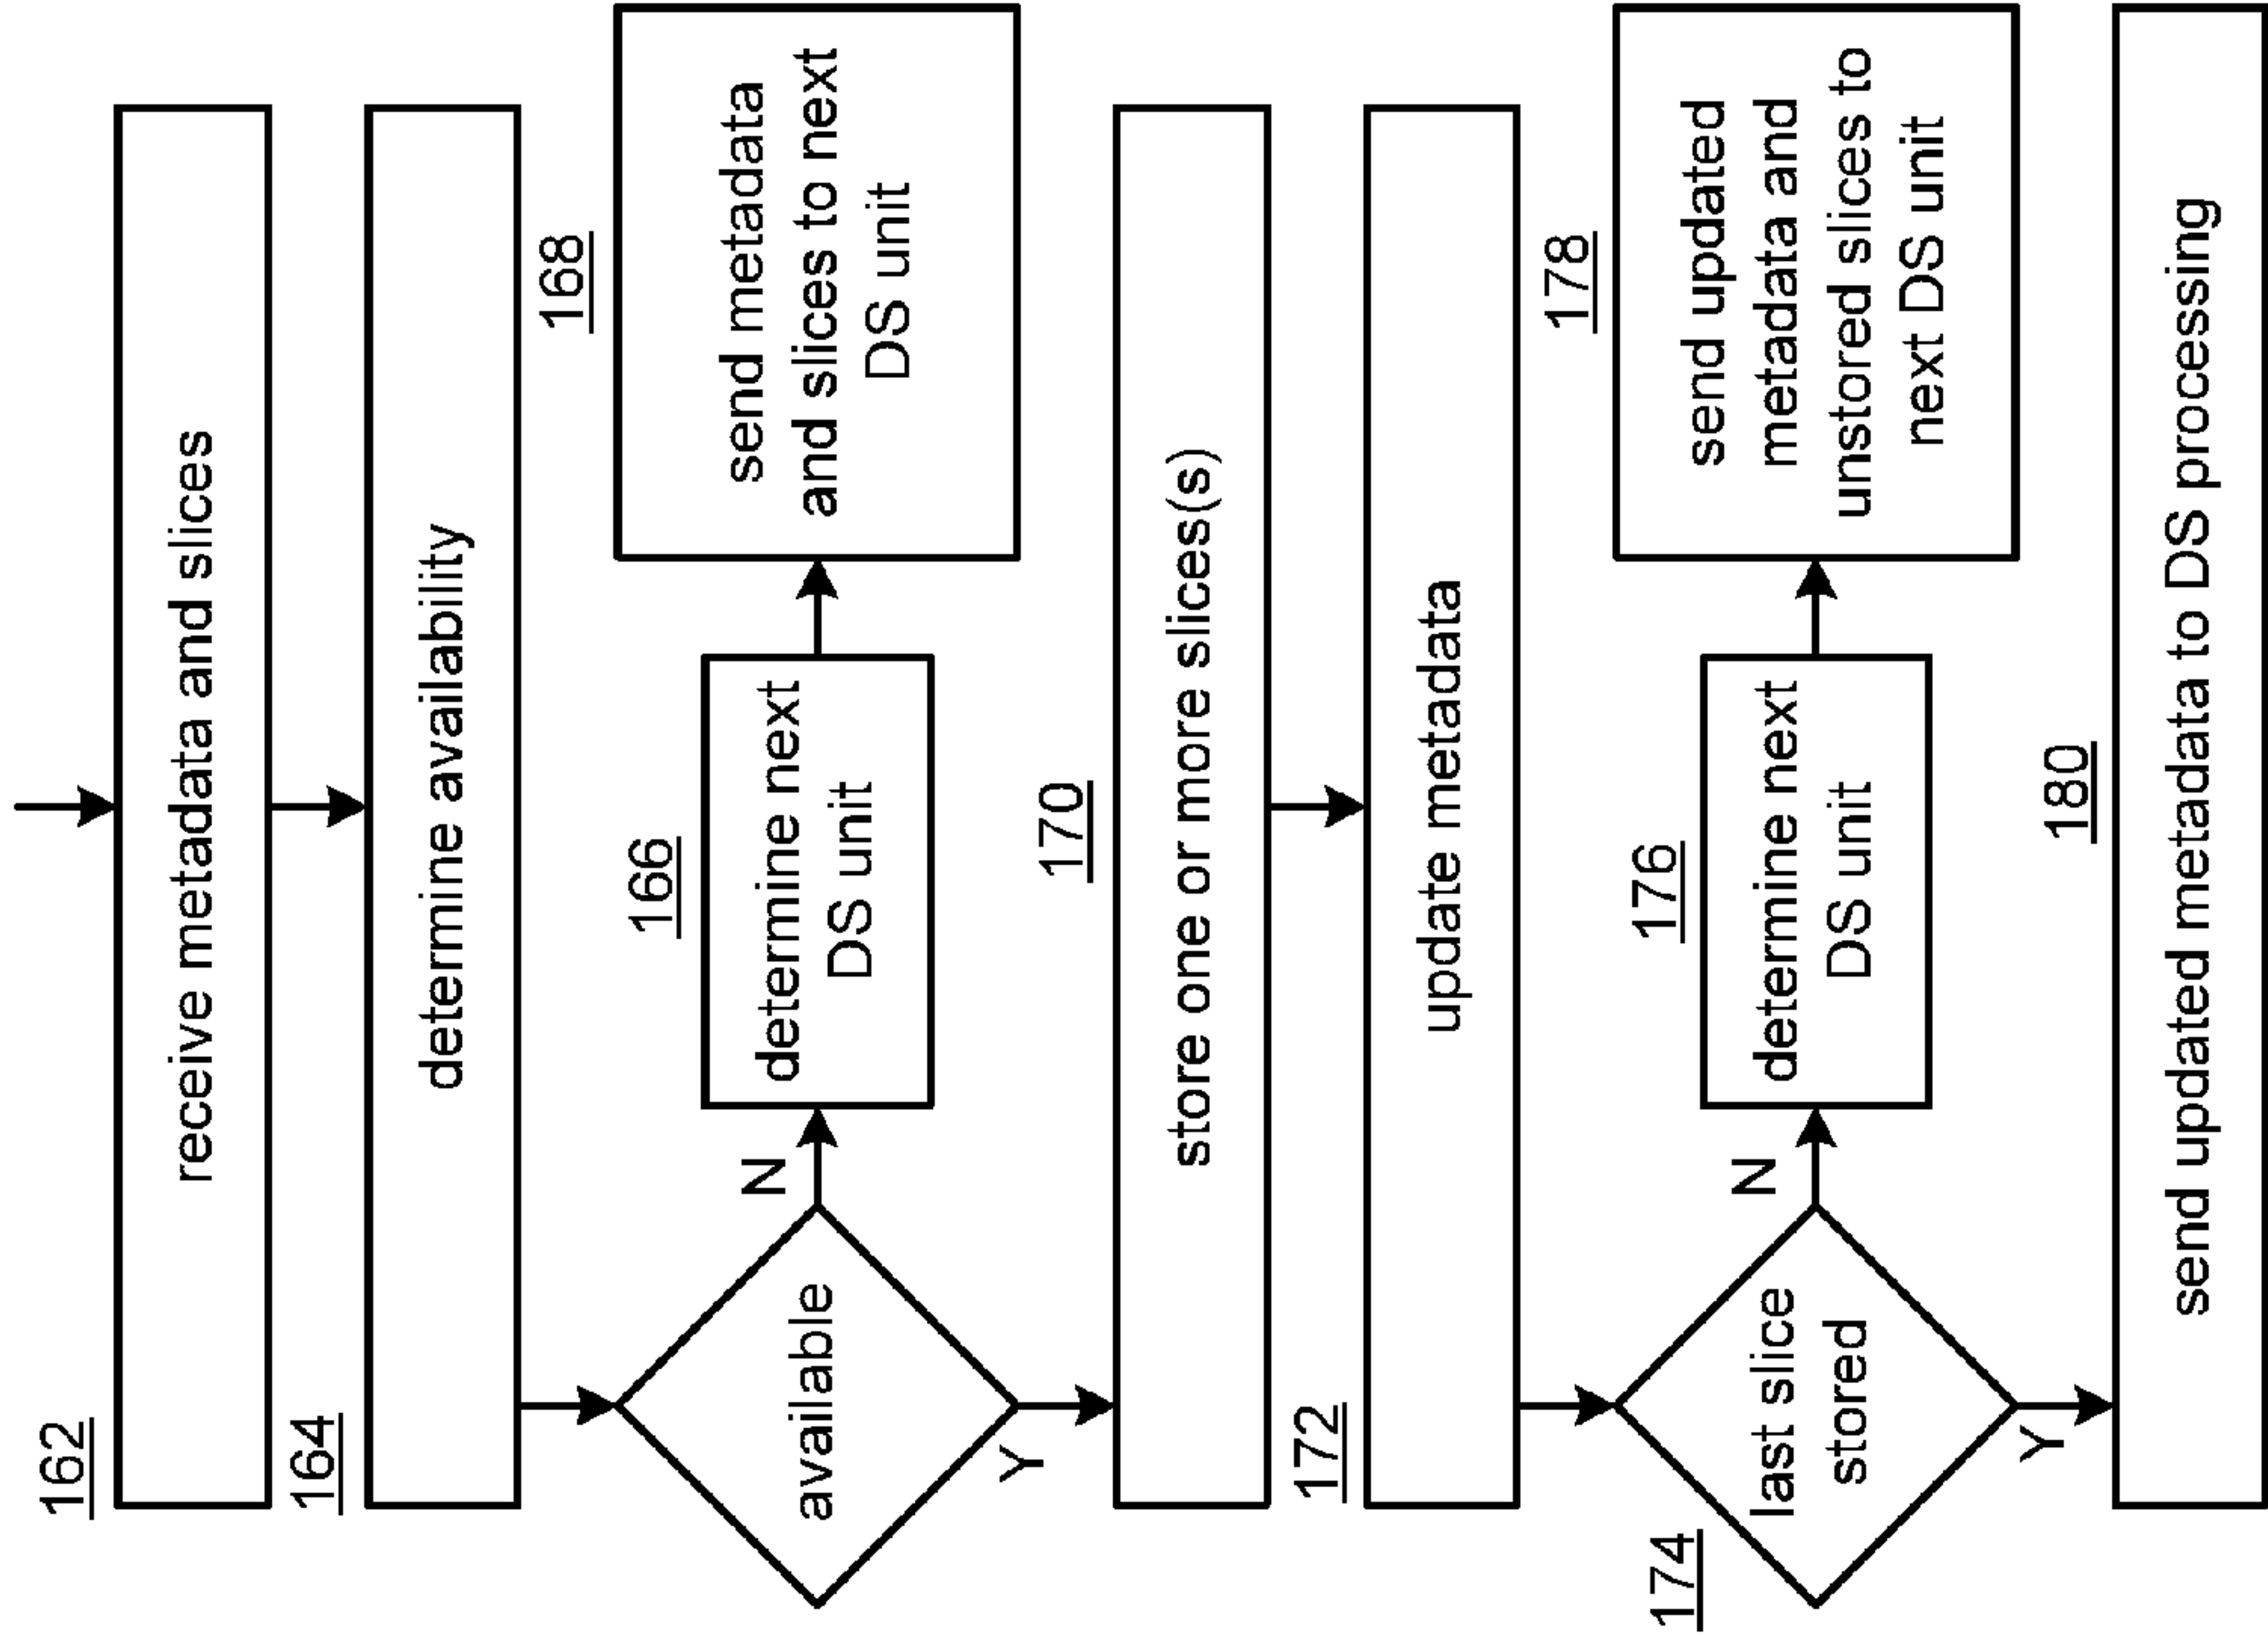 162
receive metadata and slices
164
determine availability
available
N
Y
166
determine next
DS unit
168
send metadata
and slices to next
DS unit
170
store one or more slices(s)
172
update metadata
174
last slice
stored
N
Y
176
determine next
DS unit
178
send updated
metadata and
unstored slices to
next DS unit
180
send updated metadata to DS processing